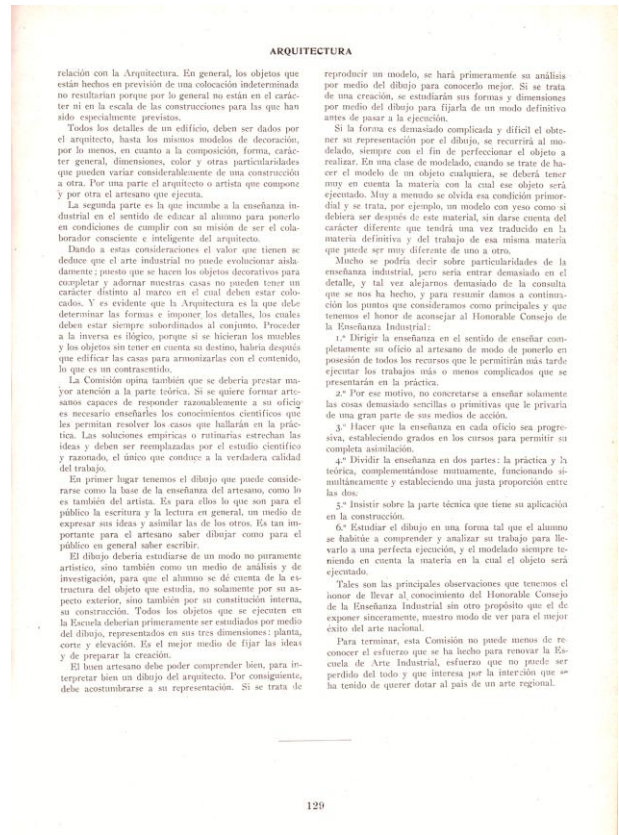 ARQUITECTURA
relación con la Arquitectura. En general, los objetos que
están hechos en previsión de una colocación indeterminada
no resultarían porque por lo general no están en el carác-
ter ni en la escala de las construcciones para las que han
sido especialmente previstos.
Todos los detalles de un edificio, deben ser dados por
el arquitecto, hasta los mismos modelos de decoración,
por lo menos, en cuanto a la composición, forma, carác-
ter general, dimensiones, color y otras particularidades
que pueden variar considerablemente de una construcción
a otra. Por una parte el arquitecto o artista que compone
y por otra el artesano que ejecuta.
La segunda parte es la que incumbe a la enseñanza in-
dustrial en el sentido de educar al alumno para ponerlo
en condiciones de cumplir con su misión de ser el cola-
borador consciente e inteligente del arquitecto.
Dando a estas consideraciones el valor que tienen se
deduce que el arte industrial no puede evolucionar aisla-
damente; puesto que se hacen los objetos decorativos para
completar y adornar nuestras casas no pueden tener un
carácter distinto al marco en el cual deben estar colo-
cados. Y es evidente que la Arquitectura es la que debe
determinar las formas e imponer los detalles, los cuales
deben estar siempre subordinados al conjunto. Proceder
a la inversa es ilógico, porque si se hicieran los muebles
y los objetos sin tener en cuenta su destino, habría después
que edificar las casas para armonizarlas con el contenido,
lo que es un contrasentido.
La Comisión opina también que se debería prestar ma-
yor atención a la parte teórica. Si se quiere formar arte-
sanos capaces de responder razonablemente a su oficio
es necesario enseñarles los conocimientos científicos que
les permitan resolver los casos que hallarán en la prác-
tica. Las soluciones empíricas o rutinarias estrechan las
ideas y deben ser reemplazadas por el estudio científico
y razonado, el único que conduce a la verdadera calidad
del trabajo.
En primer lugar tenemos el dibujo que puede conside-
rarse como la base de la enseñanza del artesano, como lo
es también del artista. Es para ellos lo que son para el
público la escritura y la lectura en general, un medio de
expresar sus ideas y asimilar las de los otros. Es tan im-
portante para el artesano saber dibujar como para el
público en general saber escribir.
El dibujo debería estudiarse de un modo no puramente
artístico, sino también como un medio de análisis y de
investigación, para que el alumno se dé cuenta de la es-
tructura del objeto que estudia, no solamente por su as-
pecto exterior, sino también por su constitución interna,
su construcción. Todos los objetos que se ejecuten en
la Escuela deberían primeramente ser estudiados por medio
del dibujo, representados en sus tres dimensiones: planta,
corte y elevación. Es el mejor medio de fijar las ideas
y de preparar la creación.
El buen artesano debe poder comprender bien, para in-
terpretar bien un dibujo del arquitecto. Por consiguiente,
debe acostumbrarse a su representación. Si se trata de
reproducir un modelo, se hará primeramente su análisis
por medio del dibujo para conocerlo mejor. Si se trata
de una creación, se estudiarán sus formas y dimensiones
por medio del dibujo para fijarla de un modo definitivo
antes de pasar a la ejecución.
Si la forma es demasiado complicada y difícil el obte-
ner su representación por el dibujo, se recurrirá al mo-
delado, siempre con el fin de perfeccionar el objeto a
realizar. En una clase de modelado, cuando se trate de ha-
cer el modelo de un objeto cualquiera, se deberá tener
muy en cuenta la materia con la cual ese objeto será
ejecutado. Muy a menudo se olvida esa condición primor-
dial y se trata, por ejemplo, un modelo con yeso como si
debiera ser después de este material, sin darse cuenta del
carácter diferente que tendrá una vez traducido en la
materia definitiva y del trabajo de esa misma materia
que puede ser muy diferente de uno a otro.
Mucho se podría decir sobre particularidades de la
enseñanza industrial, pero sería entrar demasiado en el
detalle, y tal vez alejarnos demasiado de la consulta
que se nos ha hecho, y para resumir damos a continua-
ción los puntos que consideramos como principales y que
tenemos el honor de aconsejar al Honorable Consejo de
la Enseñanza Industrial:
1.º Dirigir la enseñanza en el sentido de enseñar com-
pletamente su oficio al artesano de modo de ponerlo en
posesión de todos los recursos que le permitirán más tarde
ejecutar los trabajos más o menos complicados que se
presentarán en la práctica.
2.º Por ese motivo, no concretarse a enseñar solamente
las cosas demasiado sencillas o primitivas que le privaría
de una gran parte de sus medios de acción.
3.º Hacer que la enseñanza en cada oficio sea progre-
siva, estableciendo grados en los cursos para permitir su
completa asimilación.
4.º Dividir la enseñanza en dos partes: la práctica y la
teórica, complementándose mutuamente, funcionando si-
multáneamente y estableciendo una justa proporción entre
las dos.
5.º Insistir sobre la parte técnica que tiene su aplicación
en la construcción.
6.º Estudiar el dibujo en una forma tal que el alumno
se habitúe a comprender y analizar su trabajo para lle-
varlo a una perfecta ejecución, y el modelado siempre te-
niendo en cuenta la materia en la cual el objeto será
ejecutado.
Tales son las principales observaciones que tenemos el
honor de llevar al conocimiento del Honorable Consejo
de la Enseñanza Industrial sin otro propósito que el de
exponer sinceramente, nuestro modo de ver para el mejor
éxito del arte nacional.
Para terminar, esta Comisión no puede menos de re-
conocer el esfuerzo que se ha hecho para renovar la Es-
cuela de Arte Industrial, esfuerzo que no puede ser
perdido del todo y que interesa por la intención que se
ha tenido de querer dotar al país de un arte regional.
129